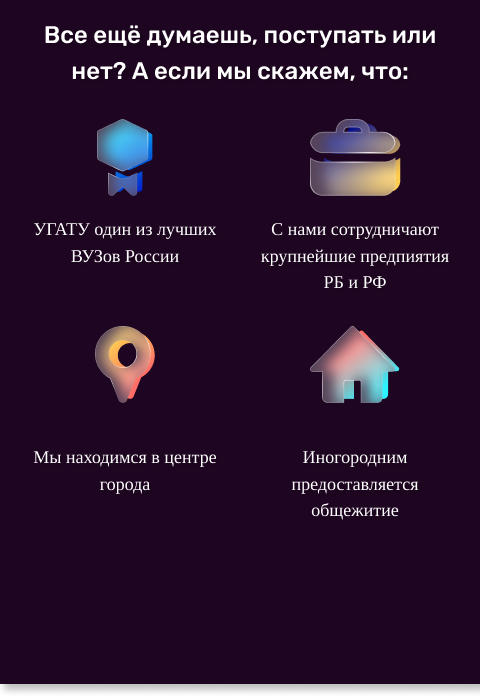 Все ещё думаешь, поступать или
нет? А если мы скажем, что:
УГАТУ один из лучших
ВУЗов России
С нами сотрудничают
крупнейшие предпиятия
РБ и РФ
Мы находимся в центре
города
Иногородним
предоставляется
общежитие